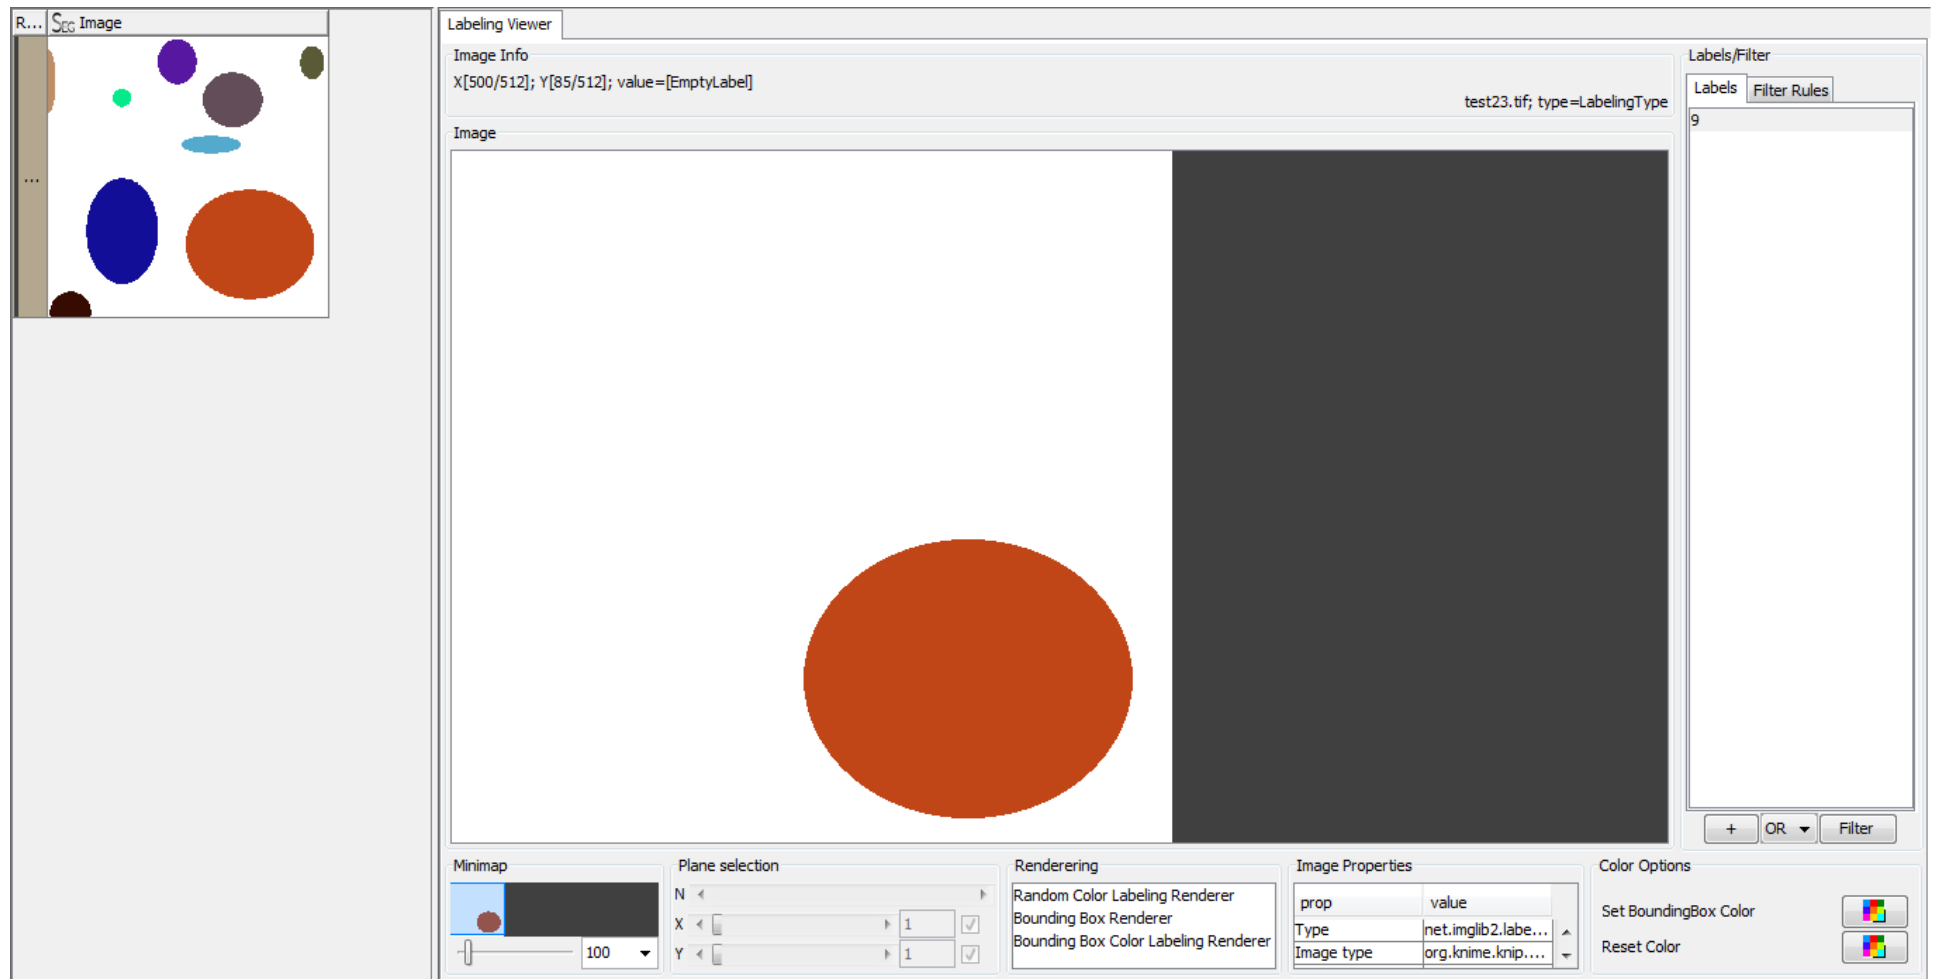 R... SEG Image
...
Labeling Viewer
Image Info
X[500/512]; Y[85/512]; value=[EmptyLabel]
test23.tif; type=LabelingType
Image
Labels/Filter
Labels Filter Rules
9
+ OR Filter
Minimap
100
Plane selection
N
X 1
Y 1
Renderering
Random Color Labeling Renderer
Bounding Box Renderer
Bounding Box Color Labeling Renderer
Image Properties
prop value
Type net.imglib2.labe...
Image type org.knime.knip....
Color Options
Set BoundingBox Color
Reset Color